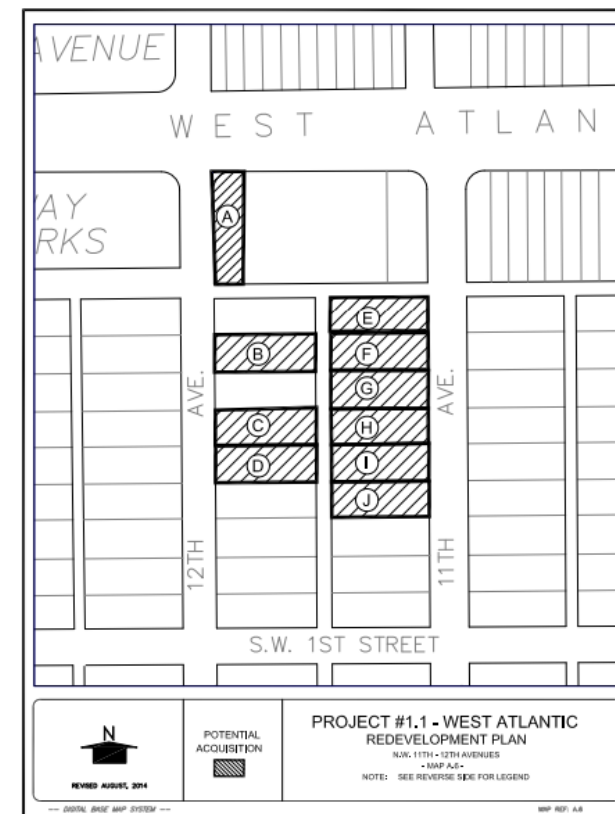 AVENUE
WEST ATLAN
WAY
RKS
A
E
B
F
G
C
H
D
I
J
12TH AVE.
11TH AVE.
S.W. 1ST STREET
N
REVISED AUGUST, 2014
POTENTIAL
ACQUISITION
PROJECT #1.1 - WEST ATLANTIC
REDEVELOPMENT PLAN
N.W. 11TH - 12TH AVENUES
- MAP A.6 -
NOTE: SEE REVERSE SIDE FOR LEGEND
--- DIGITAL BASE MAP SYSTEM ---
MAP REF: A.6